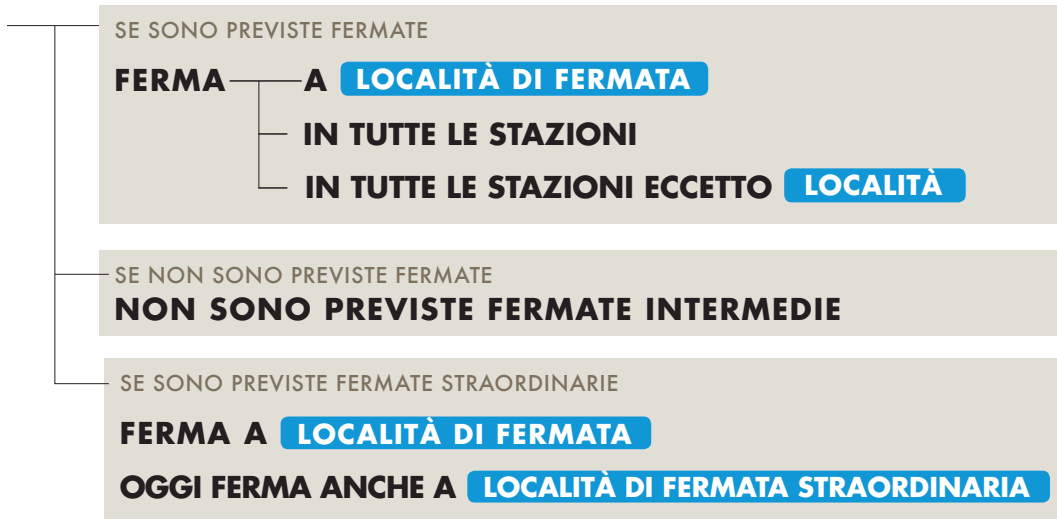 SE SONO PREVISTE FERMATE
FERMA A LOCALITÀ DI FERMATA
IN TUTTE LE STAZIONI
IN TUTTE LE STAZIONI ECCETTO LOCALITÀ
SE NON SONO PREVISTE FERMATE
NON SONO PREVISTE FERMATE INTERMEDIE
SE SONO PREVISTE FERMATE STRAORDINARIE
FERMA A LOCALITÀ DI FERMATA
OGGI FERMA ANCHE A LOCALITÀ DI FERMATA STRAORDINARIA